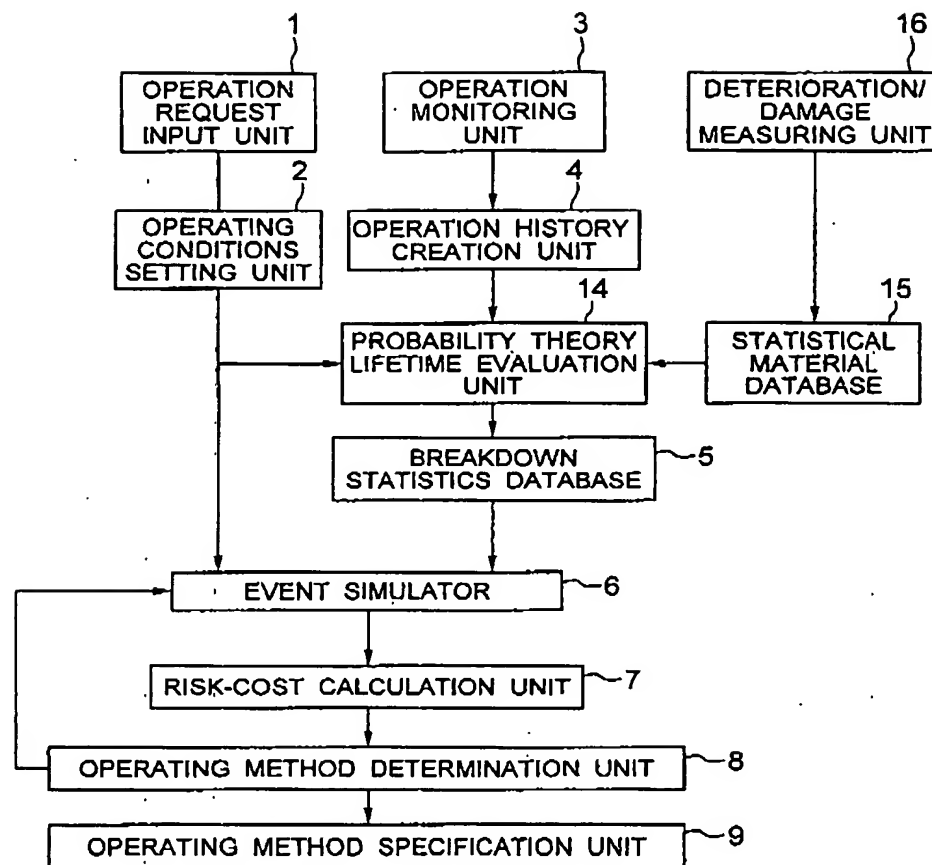 1
OPERATION
REQUEST
INPUT UNIT
3
OPERATION
MONITORING
UNIT
16
DETERIORATION/
DAMAGE
MEASURING UNIT
2
OPERATING
CONDITIONS
SETTING UNIT
4
OPERATION HISTORY
CREATION UNIT
14
PROBABILITY THEORY
LIFETIME EVALUATION
UNIT
15
STATISTICAL
MATERIAL
DATABASE
BREAKDOWN
STATISTICS DATABASE
5
EVENT SIMULATOR
6
RISK-COST CALCULATION UNIT
7
OPERATING METHOD DETERMINATION UNIT
8
OPERATING METHOD SPECIFICATION UNIT
9